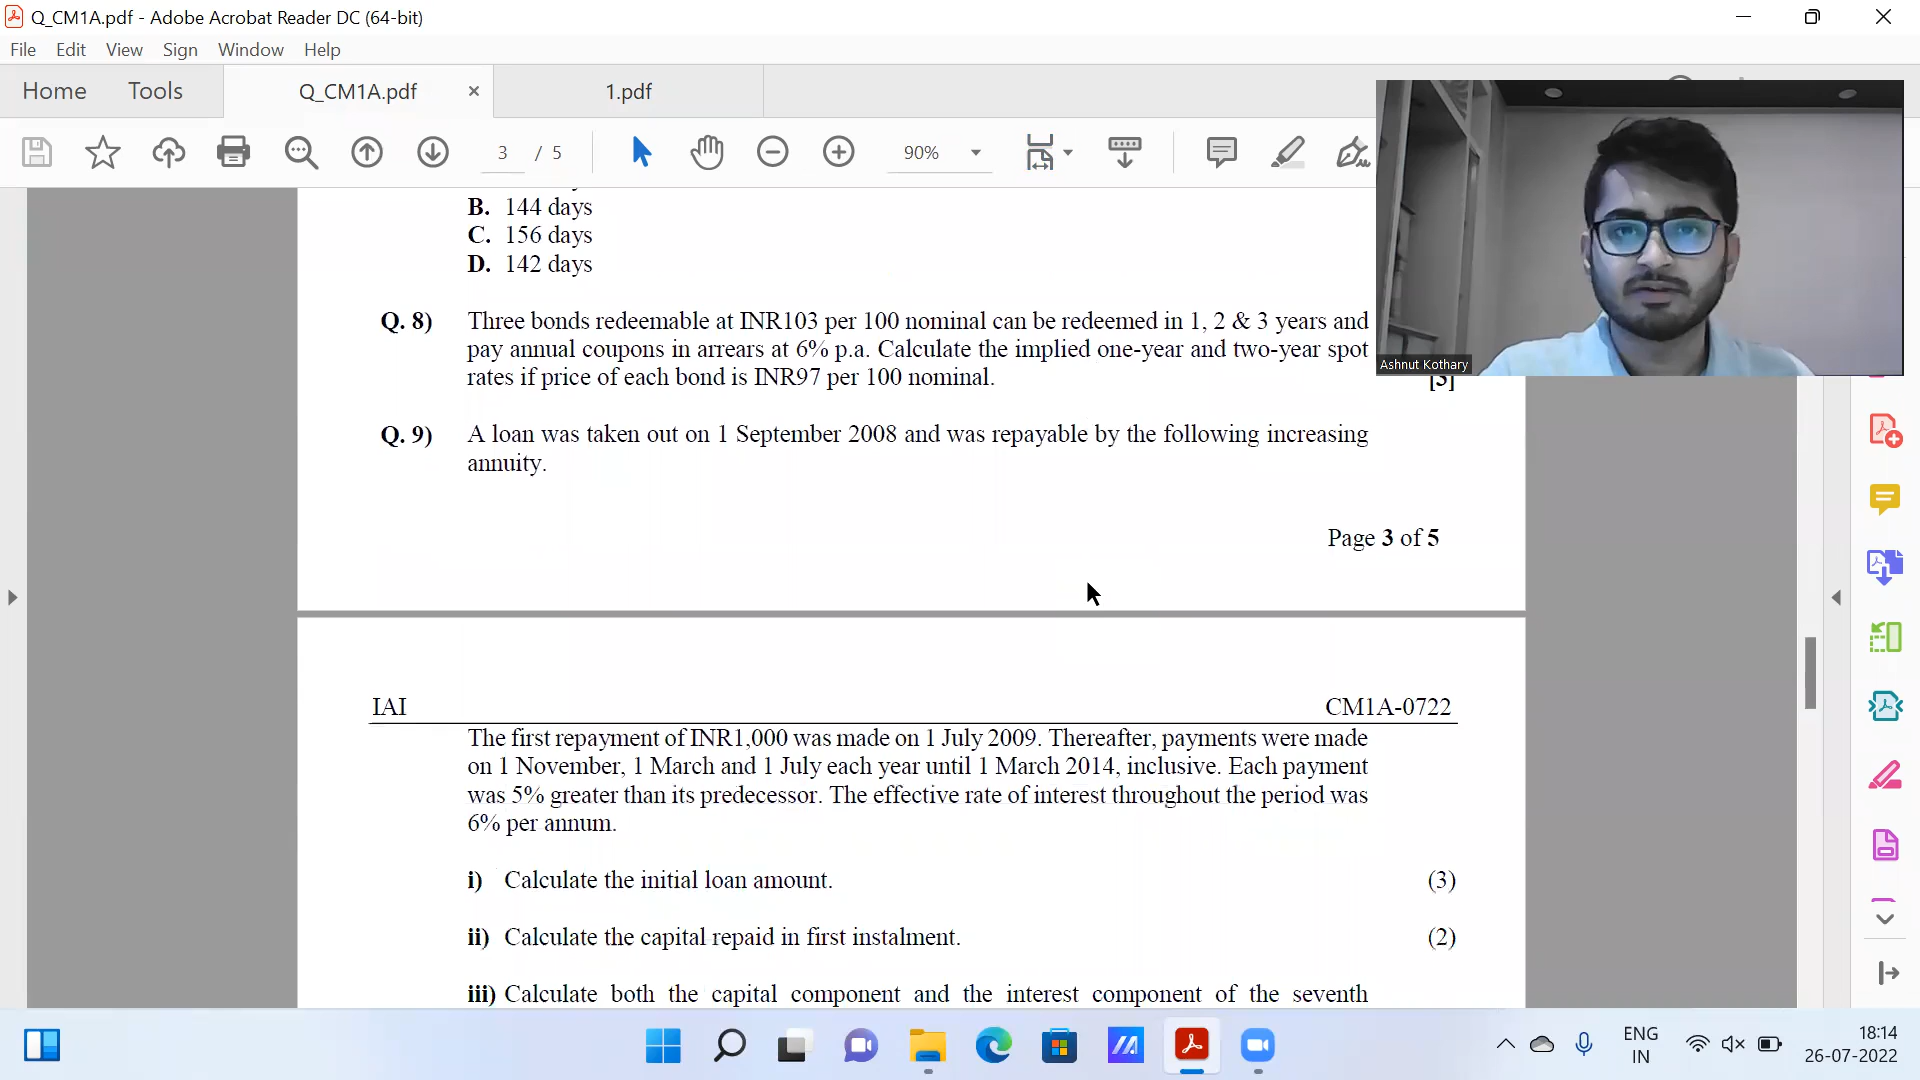 Q_CM1A.pdf - Adobe Acrobat Reader DC (64-bit)
File Edit View Sign Window Help
Home Tools Q_CM1A.pdf × 1.pdf
3 / 5 90%
B. 144 days
C. 156 days
D. 142 days
Q. 8) Three bonds redeemable at INR103 per 100 nominal can be redeemed in 1, 2 & 3 years and
pay annual coupons in arrears at 6% p.a. Calculate the implied one-year and two-year spot
rates if price of each bond is INR97 per 100 nominal.
Ashnut Kothary
Q. 9) A loan was taken out on 1 September 2008 and was repayable by the following increasing
annuity.
Page 3 of 5
IAI CM1A-0722
The first repayment of INR1,000 was made on 1 July 2009. Thereafter, payments were made
on 1 November, 1 March and 1 July each year until 1 March 2014, inclusive. Each payment
was 5% greater than its predecessor. The effective rate of interest throughout the period was
6% per annum.
i) Calculate the initial loan amount. (3)
ii) Calculate the capital repaid in first instalment. (2)
iii) Calculate both the capital component and the interest component of the seventh
ENG
IN
18:14
26-07-2022